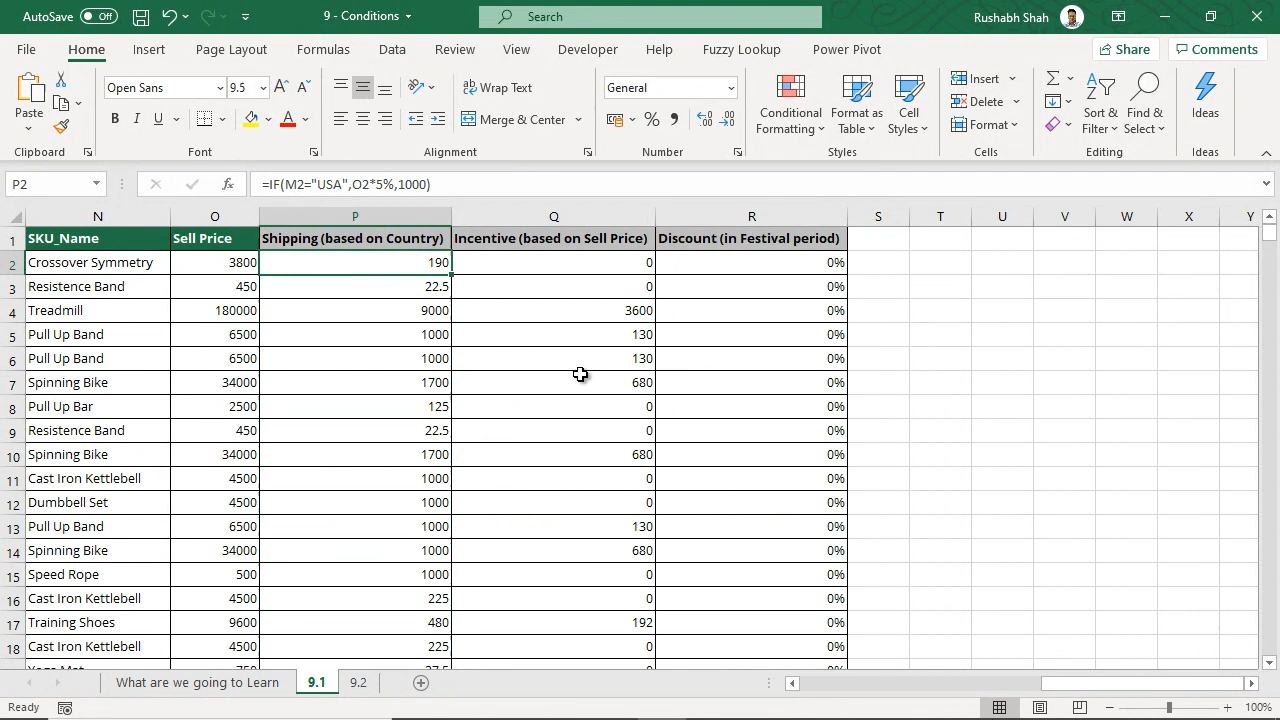 AutoSave Off 9 - Conditions Search Rushabh Shah
File Home Insert Page Layout Formulas Data Review View Developer Help Fuzzy Lookup Power Pivot Share Comments
Open Sans 9.5 Wrap Text General Insert
Paste B I U Merge & Center Conditional Formatting Format as Table Cell Styles Delete Sort & Filter Find & Select Ideas
Format
Clipboard Font Alignment Number Styles Cells Editing Ideas
P2 fx =IF(M2="USA",O2*5%,1000)
N O P Q R S T U V W X Y
1 SKU_Name Sell Price Shipping (based on Country) Incentive (based on Sell Price) Discount (in Festival period)
2 Crossover Symmetry 3800 190 0 0%
3 Resistence Band 450 22.5 0 0%
4 Treadmill 180000 9000 3600 0%
5 Pull Up Band 6500 1000 130 0%
6 Pull Up Band 6500 1000 130 0%
7 Spinning Bike 34000 1700 680 0%
8 Pull Up Bar 2500 125 0 0%
9 Resistence Band 450 22.5 0 0%
10 Spinning Bike 34000 1700 680 0%
11 Cast Iron Kettlebell 4500 1000 0 0%
12 Dumbbell Set 4500 1000 0 0%
13 Pull Up Band 6500 1000 130 0%
14 Spinning Bike 34000 1000 680 0%
15 Speed Rope 500 1000 0 0%
16 Cast Iron Kettlebell 4500 225 0 0%
17 Training Shoes 9600 480 192 0%
18 Cast Iron Kettlebell 4500 225 0 0%
What are we going to Learn 9.1 9.2
Ready 100%